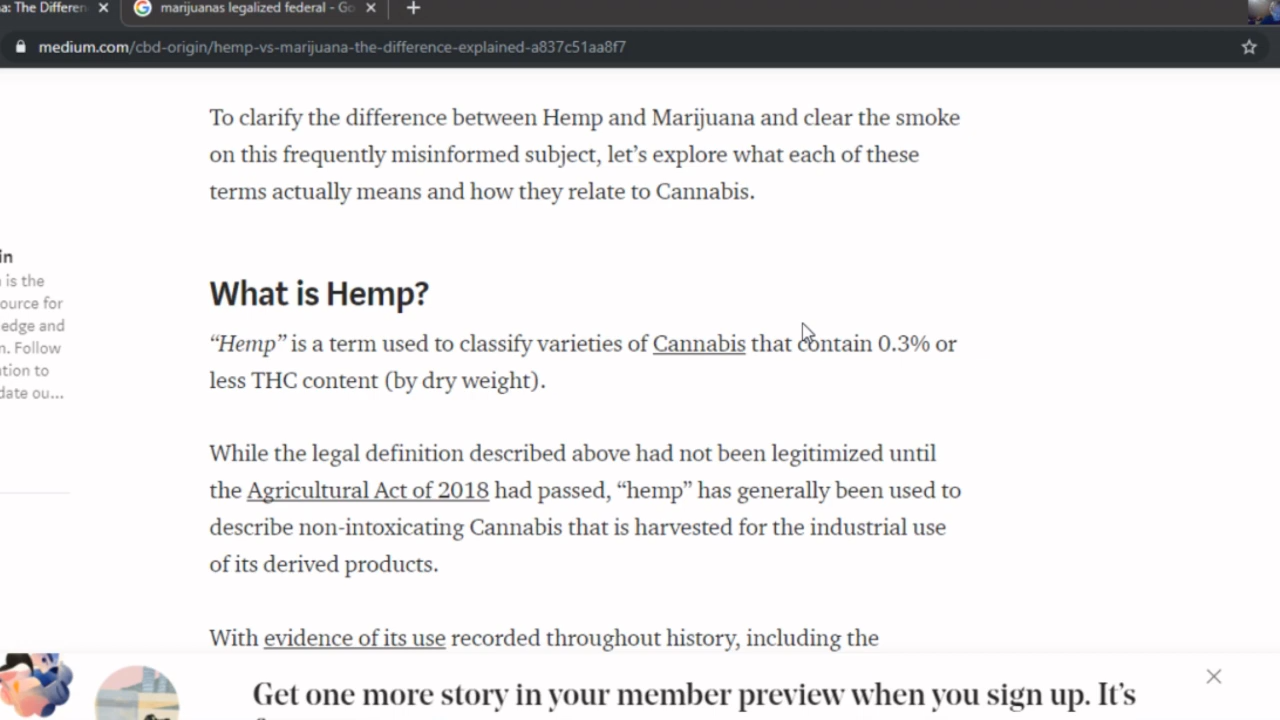 a: The Differen
marijuanas legalized federal - Go
medium.com/cbd-origin/hemp-vs-marijuana-the-difference-explained-a837c51aa8f7
To clarify the difference between Hemp and Marijuana and clear the smoke
on this frequently misinformed subject, let’s explore what each of these
terms actually means and how they relate to Cannabis.
in
is the
ource for
edge and
n. Follow
tion to
date ou...
What is Hemp?
“Hemp” is a term used to classify varieties of Cannabis that contain 0.3% or
less THC content (by dry weight).
While the legal definition described above had not been legitimized until
the Agricultural Act of 2018 had passed, “hemp” has generally been used to
describe non-intoxicating Cannabis that is harvested for the industrial use
of its derived products.
With evidence of its use recorded throughout history, including the
Get one more story in your member preview when you sign up. It’s